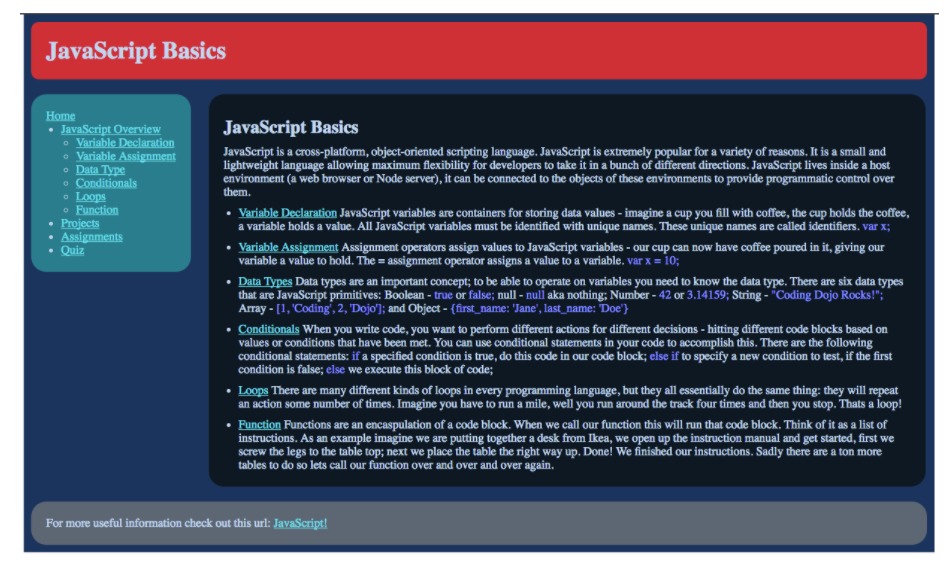 JavaScript Basics
Home
JavaScript Overview
Variable Declaration
Variable Assignment
Data Type
Conditionals
Loops
Function
Projects
Assignments
Quiz
JavaScript Basics
JavaScript is a cross-platform, object-oriented scripting language. JavaScript is extremely popular for a variety of reasons. It is a small and
lightweight language allowing maximum flexibility for developers to take it in a bunch of different directions. JavaScript lives inside a host
environment (a web browser or Node server), it can be connected to the objects of these environments to provide programmatic control over
them.
Variable Declaration JavaScript variables are containers for storing data values - imagine a cup you fill with coffee, the cup holds the coffee,
a variable holds a value. All JavaScript variables must be identified with unique names. These unique names are called identifiers. var x;
Variable Assignment Assignment operators assign values to JavaScript variables - our cup can now have coffee poured in it, giving our
variable a value to hold. The = assignment operator assigns a value to a variable. var x = 10;
Data Types Data types are an important concept; to be able to operate on variables you need to know the data type. There are six data types
that are JavaScript primitives: Boolean - true or false; null - null aka nothing; Number - 42 or 3.14159; String - "Coding Dojo Rocks!";
Array - [1, 'Coding', 2, 'Dojo']; and Object - {first_name: 'Jane', last_name: 'Doe'}
Conditionals When you write code, you want to perform different actions for different decisions - hitting different code blocks based on
values or conditions that have been met. You can use conditional statements in your code to accomplish this. There are the following
conditional statements: if a specified condition is true, do this code in our code block; else if to specify a new condition to test, if the first
condition is false; else we execute this block of code;
Loops There are many different kinds of loops in every programming language, but they all essentially do the same thing: they will repeat
an action some number of times. Imagine you have to run a mile, well you run around the track four times and then you stop. Thats a loop!
Function Functions are an encaspulation of a code block. When we call our function this will run that code block. Think of it as a list of
instructions. As an example imagine we are putting together a desk from Ikea, we open up the instruction manual and get started, first we
screw the legs to the table top; next we place the table the right way up. Done! We finished our instructions. Sadly there are a ton more
tables to do so lets call our function over and over and over again.
For more useful information check out this url: JavaScript!